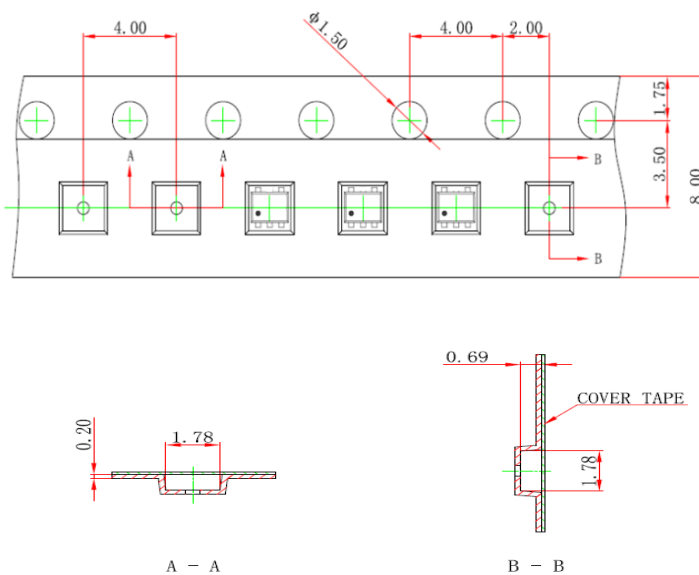 4.00
ϕ1.50
4.00
2.00
1.75
3.50
8.00
A
A
B
B
0.69
COVER TAPE
0.20
1.78
1.78
A - A
B - B